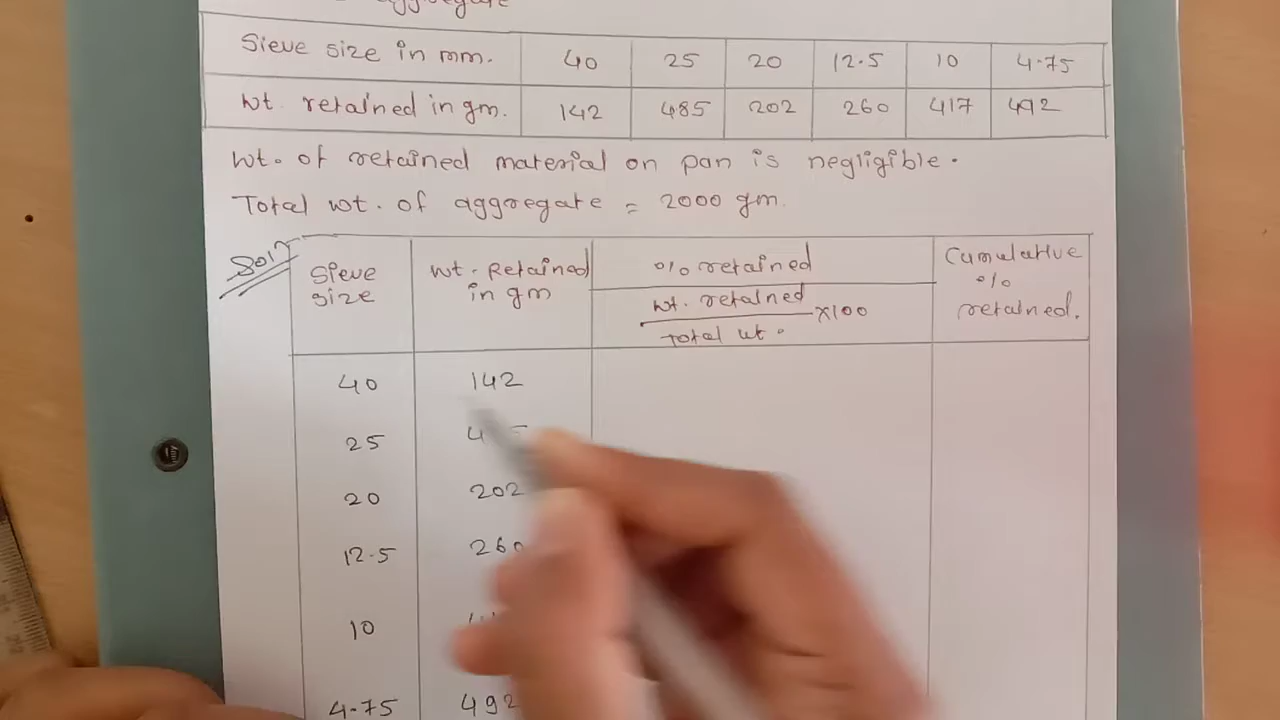 aggregate
Sieve size in mm. 40 25 20 12.5 10 4.75
Wt. retained in gm. 142 485 202 260 417 492
Wt. of retained material on pan is negligible.
Total wt. of aggregate = 2000 gm.
Soln
Sieve size
Wt. Retained in gm
% retained
wt. retained
Total wt.
×100
Cumulative
%
retained.
40 142
25
20 202
12.5 260
10
4.75 492